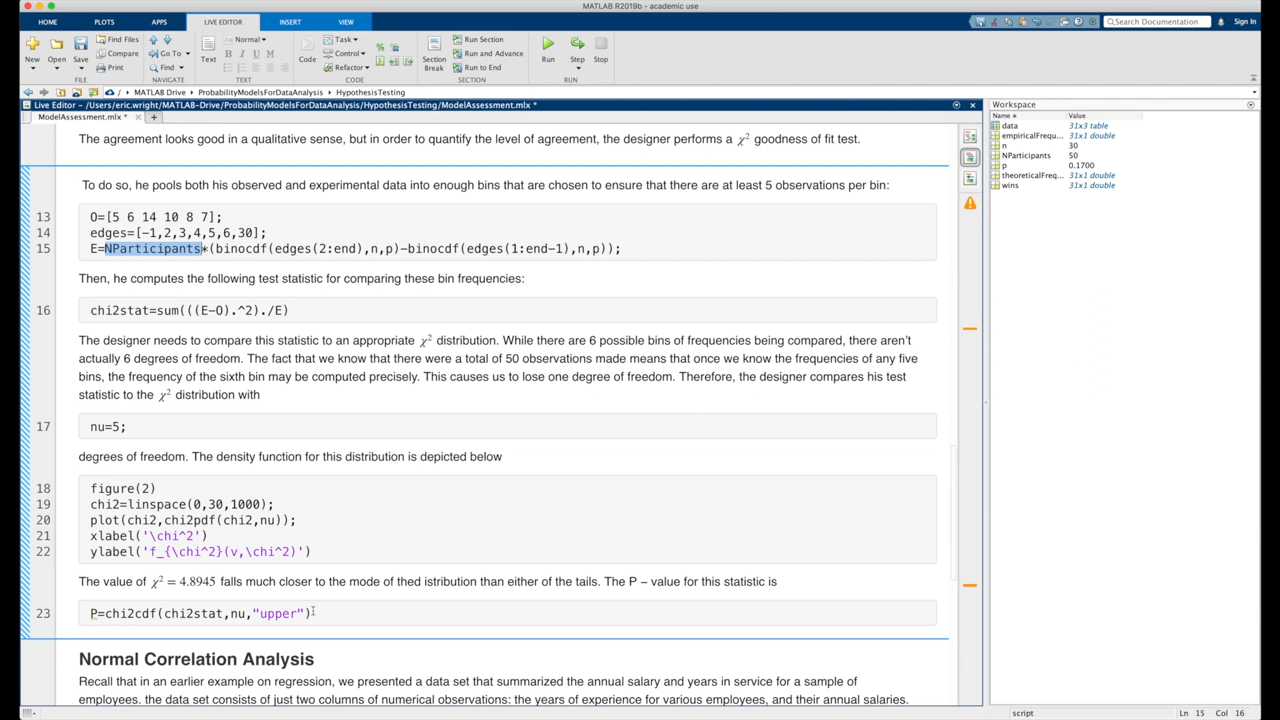 MATLAB R2019b - academic use
HOME PLOTS APPS LIVE EDITOR INSERT VIEW
Search Documentation Sign In
New Open Save Find Files Compare Print
Go To Find
Text Normal B I U M
Code Task Control Refactor
Section Break Run Section Run and Advance Run to End
Run Step Stop
FILE NAVIGATE TEXT CODE SECTION RUN
/ MATLAB Drive ProbabilityModelsForDataAnalysis HypothesisTesting
Live Editor - /Users/eric.wright/MATLAB-Drive/ProbabilityModelsForDataAnalysis/HypothesisTesting/ModelAssessment.mlx *
ModelAssessment.mlx *
The agreement looks good in a qualitative sense, but in order to quantify the level of agreement, the designer performs a χ² goodness of fit test.
To do so, he pools both his observed and experimental data into enough bins that are chosen to ensure that there are at least 5 observations per bin:
13 O=[5 6 14 10 8 7];
14 edges=[-1,2,3,4,5,6,30];
15 E=NParticipants*(binocdf(edges(2:end),n,p)-binocdf(edges(1:end-1),n,p));
Then, he computes the following test statistic for comparing these bin frequencies:
16 chi2stat=sum(((E-O).^2)./E)
The designer needs to compare this statistic to an appropriate χ² distribution. While there are 6 possible bins of frequencies being compared, there aren't
actually 6 degrees of freedom. The fact that we know that there were a total of 50 observations made means that once we know the frequencies of any five
bins, the frequency of the sixth bin may be computed precisely. This causes us to lose one degree of freedom. Therefore, the designer compares his test
statistic to the χ² distribution with
17 nu=5;
degrees of freedom. The density function for this distribution is depicted below
18 figure(2)
19 chi2=linspace(0,30,1000);
20 plot(chi2,chi2pdf(chi2,nu));
21 xlabel('\chi^2')
22 ylabel('f_{\chi^2}(v,\chi^2)')
The value of χ² = 4.8945 falls much closer to the mode of thed istribution than either of the tails. The P – value for this statistic is
23 P=chi2cdf(chi2stat,nu,"upper")
Normal Correlation Analysis
Recall that in an earlier example on regression, we presented a data set that summarized the annual salary and years in service for a sample of
employees. the data set consists of just two columns of numerical observations: the years of experience for various employees, and their annual salaries.
Workspace
Name Value
data 31x3 table
empiricalFrequ... 31x1 double
n 30
NParticipants 50
p 0.1700
theoreticalFreq... 31x1 double
wins 31x1 double
script Ln 15 Col 16